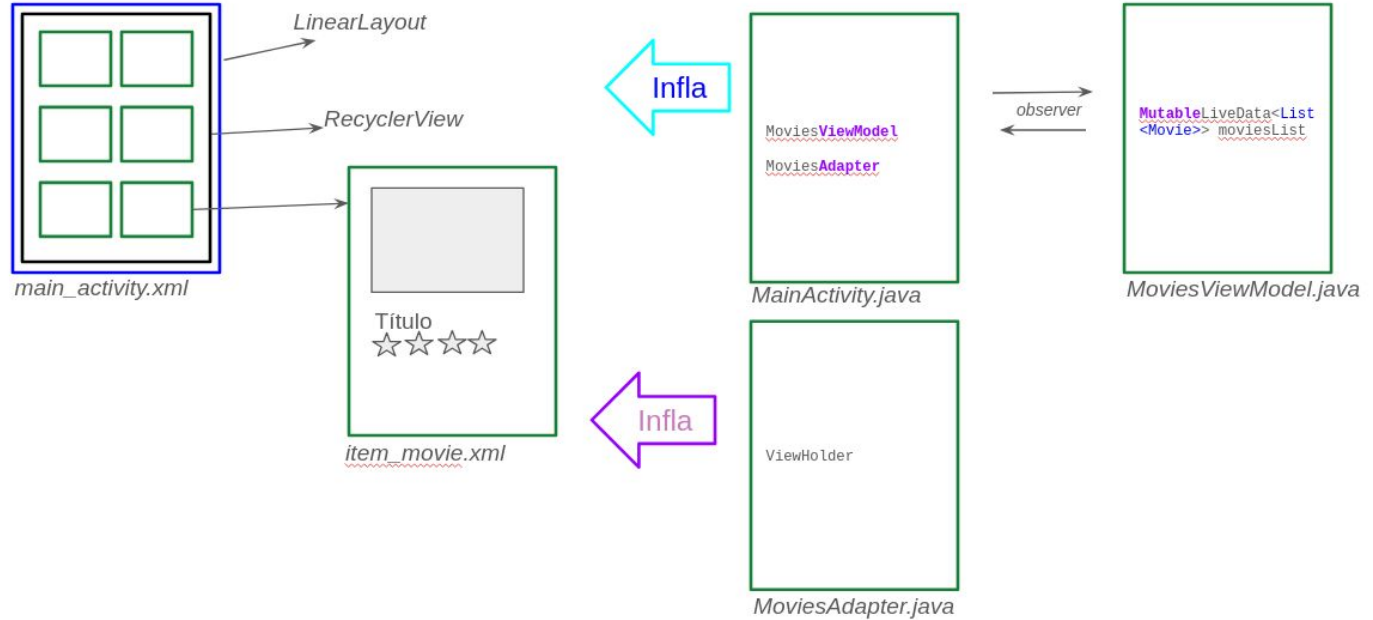 LinearLayout
RecyclerView
main_activity.xml
Título
item_movie.xml
Infla
MoviesViewModel
MoviesAdapter
MainActivity.java
observer
MutableLiveData<List
<Movie>> moviesList
MoviesViewModel.java
Infla
ViewHolder
MoviesAdapter.java